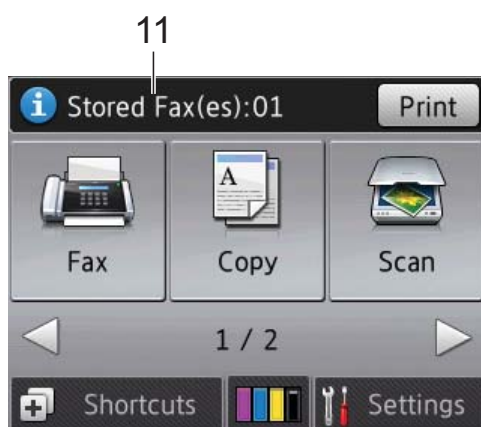 11
Stored Fax(es):01 Print
A
Fax Copy Scan
1 / 2
Shortcuts Settings